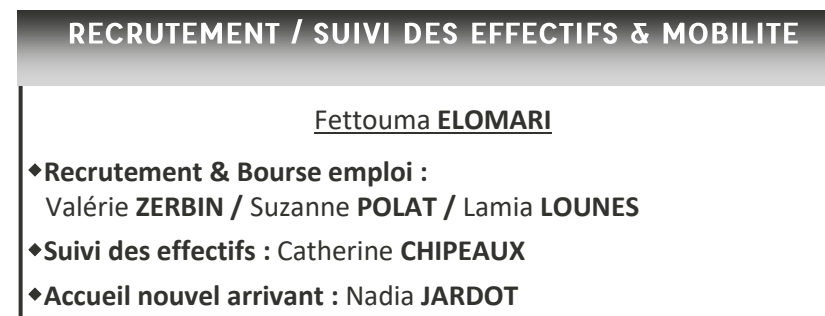 RECRUTEMENT / SUIVI DES EFFECTIFS & MOBILITE
Fettouma ELOMARI
◆Recrutement & Bourse emploi :
Valérie ZERBIN / Suzanne POLAT / Lamia LOUNES
◆Suivi des effectifs : Catherine CHIPEAUX
◆Accueil nouvel arrivant : Nadia JARDOT